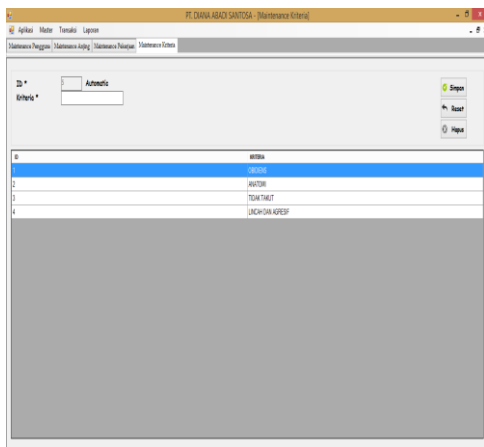 PT. DIANA ABADI SANTOSA - [Maintenance Kriteria]
Aplikasi Master Transaksi Laporan
Maintenance Pengguna Maintenance Anjing Maintenance Pekerjaan Maintenance Kriteria
ID * Automatic
Simpan
Kriteria *
Reset
Hapus
ID KRITERIA
1 OBIDIENS
2 ANATOMI
3 TIDAK TAKUT
4 LINCAH DAN AGRESIF